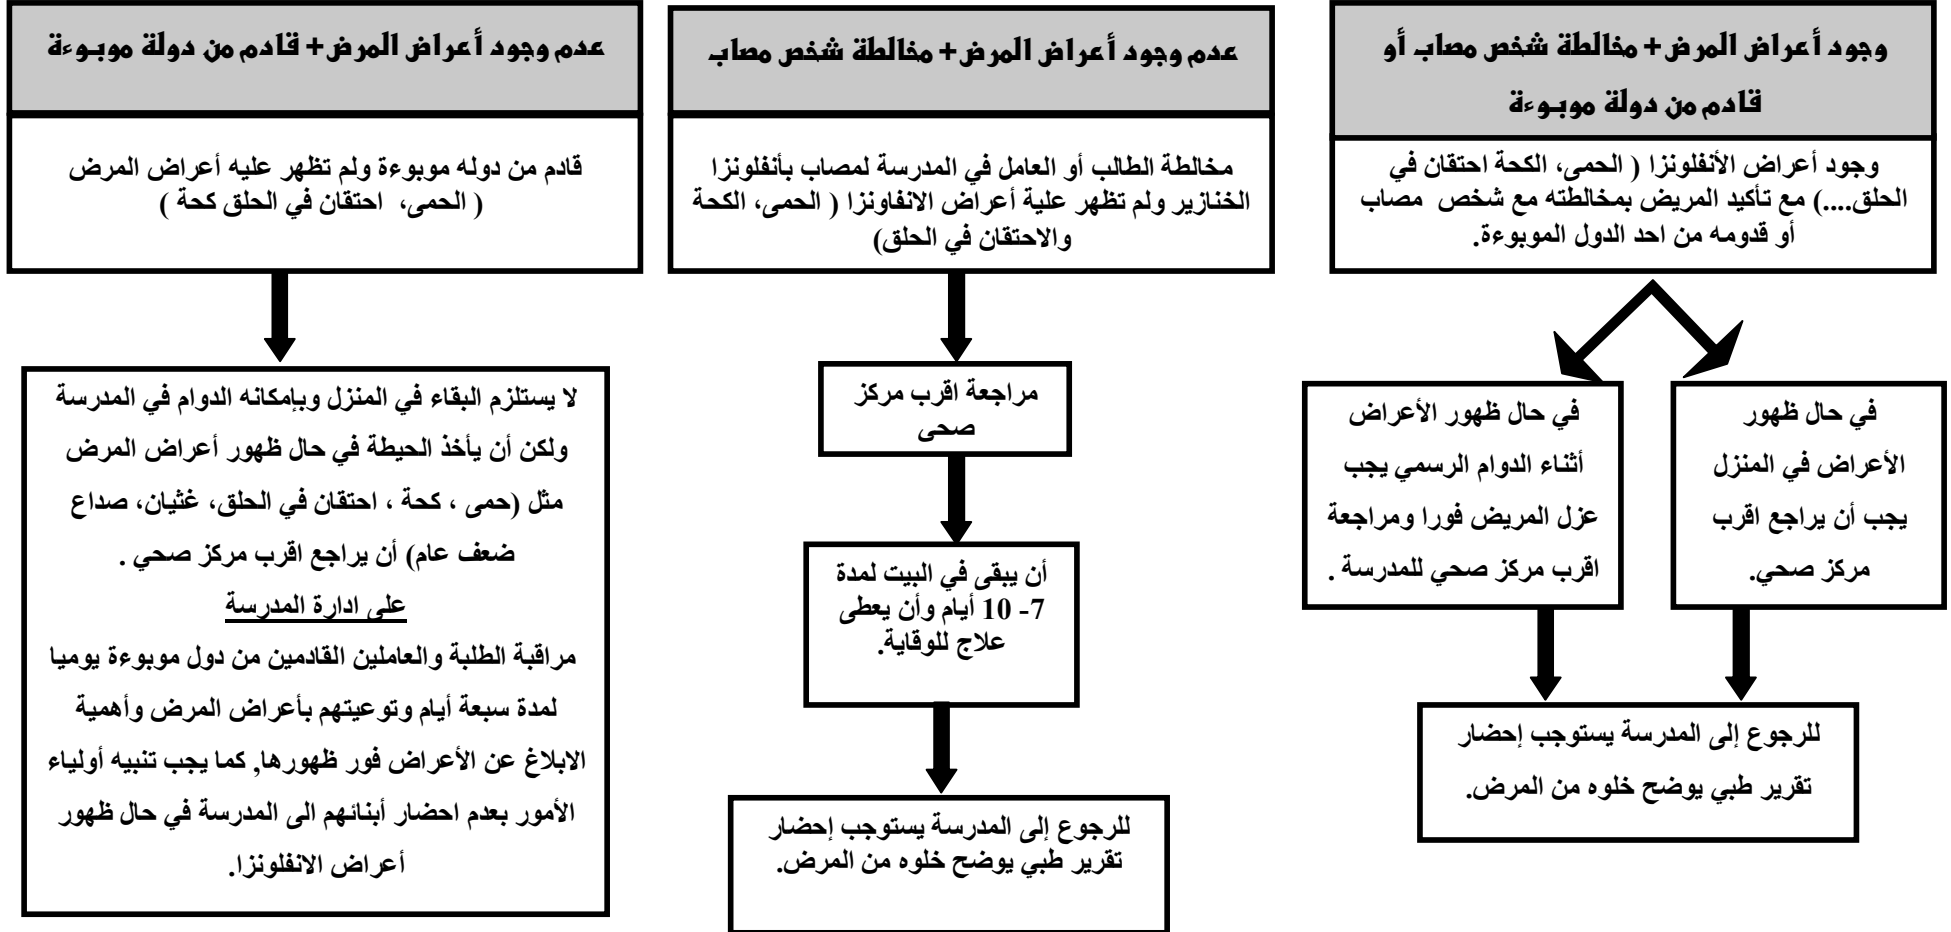 وجود أعراض المرض + مخالطة شخص مصاب أو
قادم من دولة موبوءة
وجود أعراض الأنفلونزا ( الحمى، الكحة احتقان في
الحلق....) مع تأكيد المريض بمخالطته مع شخص مصاب
أو قدومه من احد الدول الموبوءة.
في حال ظهور
الأعراض في المنزل
يجب أن يراجع اقرب
مركز صحي.
في حال ظهور الأعراض
أثناء الدوام الرسمي يجب
عزل المريض فورا ومراجعة
اقرب مركز صحي للمدرسة .
للرجوع إلى المدرسة يستوجب إحضار
تقرير طبي يوضح خلوه من المرض.
عدم وجود أعراض المرض + مخالطة شخص مصاب
مخالطة الطالب أو العامل في المدرسة لمصاب بأنفلونزا
الخنازير ولم تظهر علية أعراض الانفاونزا ( الحمى، الكحة
والاحتقان في الحلق)
مراجعة اقرب مركز
صحى
أن يبقى في البيت لمدة
7- 10 أيام وأن يعطى
علاج للوقاية.
للرجوع إلى المدرسة يستوجب إحضار
تقرير طبي يوضح خلوه من المرض.
عدم وجود أعراض المرض + قادم من دولة موبوءة
قادم من دوله موبوءة ولم تظهر عليه أعراض المرض
( الحمى، احتقان في الحلق كحة )
لا يستلزم البقاء في المنزل وبإمكانه الدوام في المدرسة
ولكن أن يأخذ الحيطة في حال ظهور أعراض المرض
مثل (حمى ، كحة ، احتقان في الحلق، غثيان، صداع
ضعف عام) أن يراجع اقرب مركز صحي .
على ادارة المدرسة
مراقبة الطلبة والعاملين القادمين من دول موبوءة يوميا
لمدة سبعة أيام وتوعيتهم بأعراض المرض وأهمية
الابلاغ عن الأعراض فور ظهورها, كما يجب تنبيه أولياء
الأمور بعدم احضار أبنائهم الى المدرسة في حال ظهور
أعراض الانفلونزا.